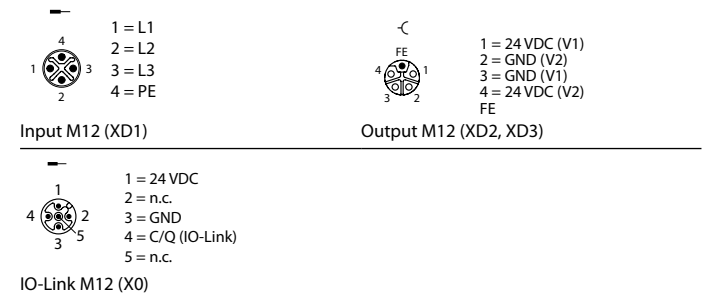 4
1
3
2
1 = L1
2 = L2
3 = L3
4 = PE
Input M12 (XD1)
FE
4
1
3
2
1 = 24 VDC (V1)
2 = GND (V2)
3 = GND (V1)
4 = 24 VDC (V2)
FE
Output M12 (XD2, XD3)
1
4
2
3
5
1 = 24 VDC
2 = n.c.
3 = GND
4 = C/Q (IO-Link)
5 = n.c.
IO-Link M12 (X0)